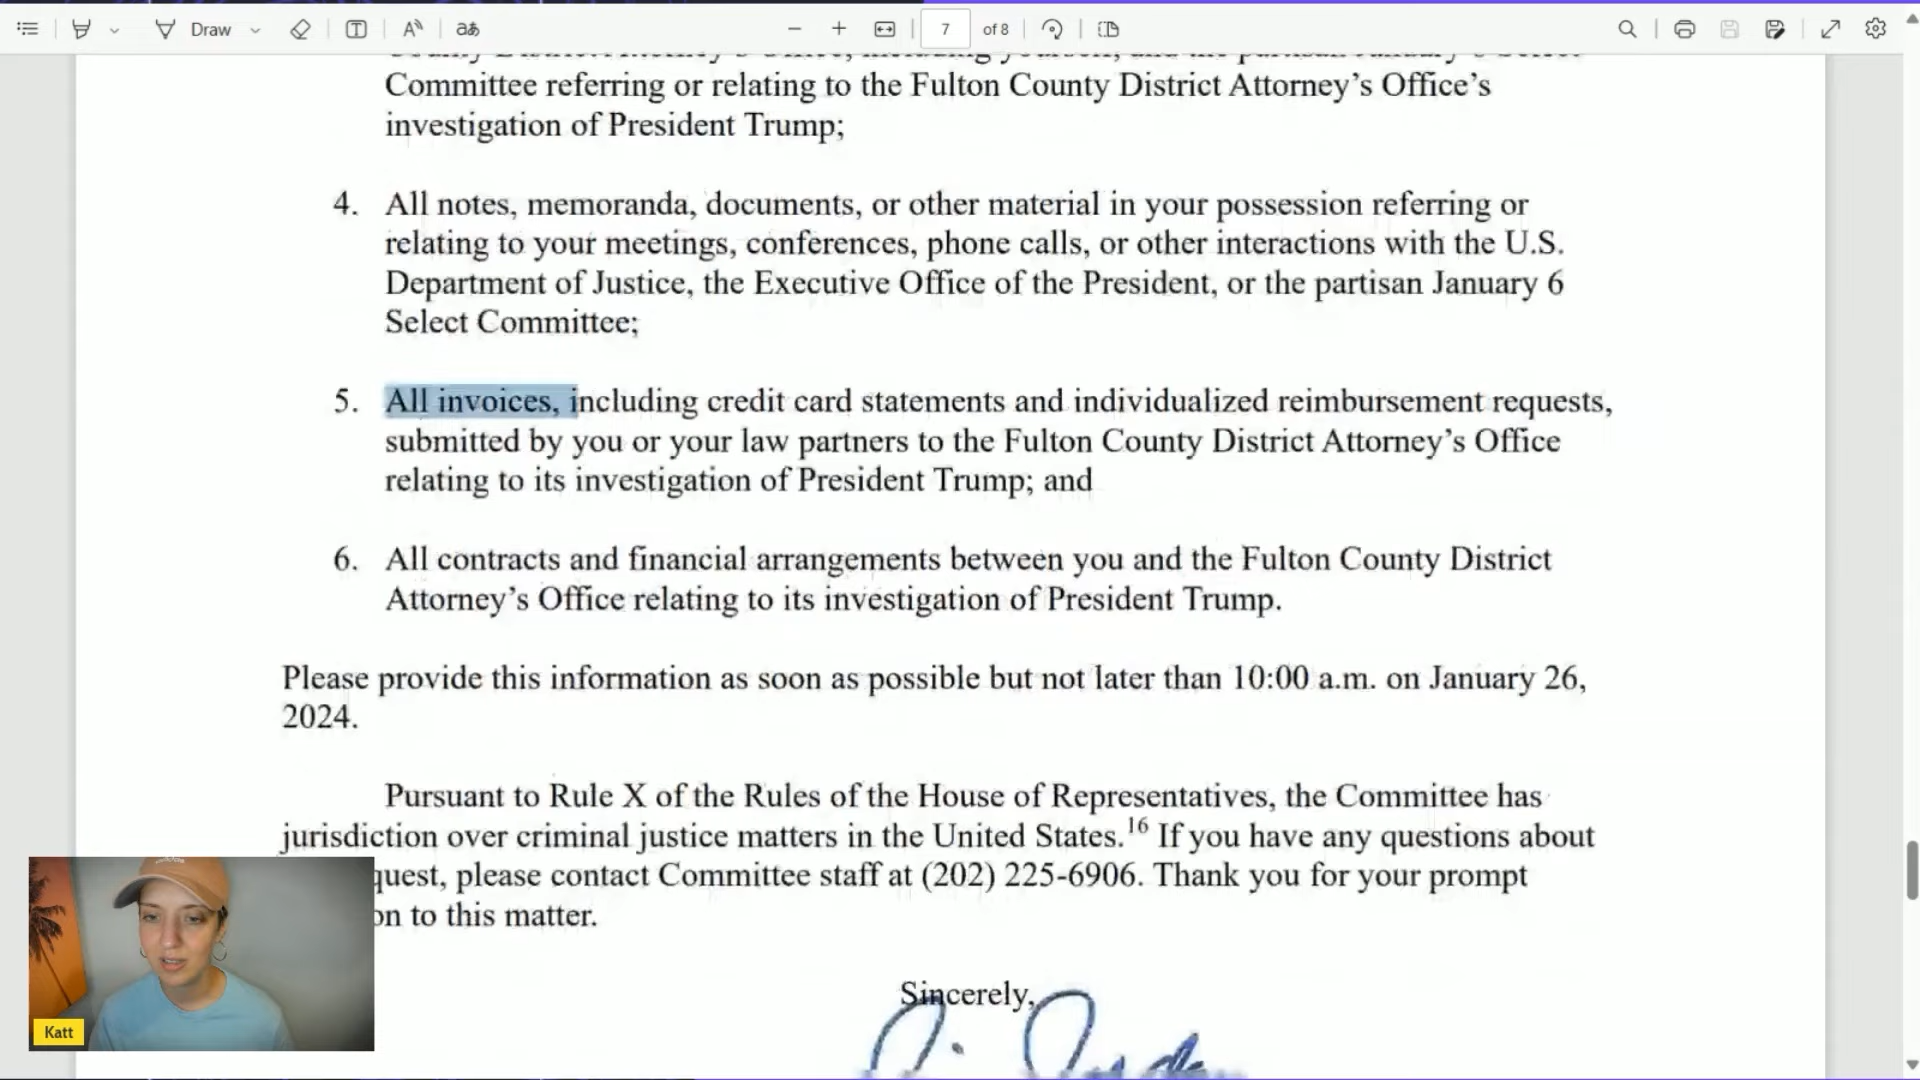 Draw
7 of 8
Committee referring or relating to the Fulton County District Attorney’s Office’s
investigation of President Trump;
4. All notes, memoranda, documents, or other material in your possession referring or
relating to your meetings, conferences, phone calls, or other interactions with the U.S.
Department of Justice, the Executive Office of the President, or the partisan January 6
Select Committee;
5. All invoices, including credit card statements and individualized reimbursement requests,
submitted by you or your law partners to the Fulton County District Attorney’s Office
relating to its investigation of President Trump; and
6. All contracts and financial arrangements between you and the Fulton County District
Attorney’s Office relating to its investigation of President Trump.
Please provide this information as soon as possible but not later than 10:00 a.m. on January 26,
2024.
Pursuant to Rule X of the Rules of the House of Representatives, the Committee has
jurisdiction over criminal justice matters in the United States.16 If you have any questions about
quest, please contact Committee staff at (202) 225-6906. Thank you for your prompt
on to this matter.
Sincerely,
Katt